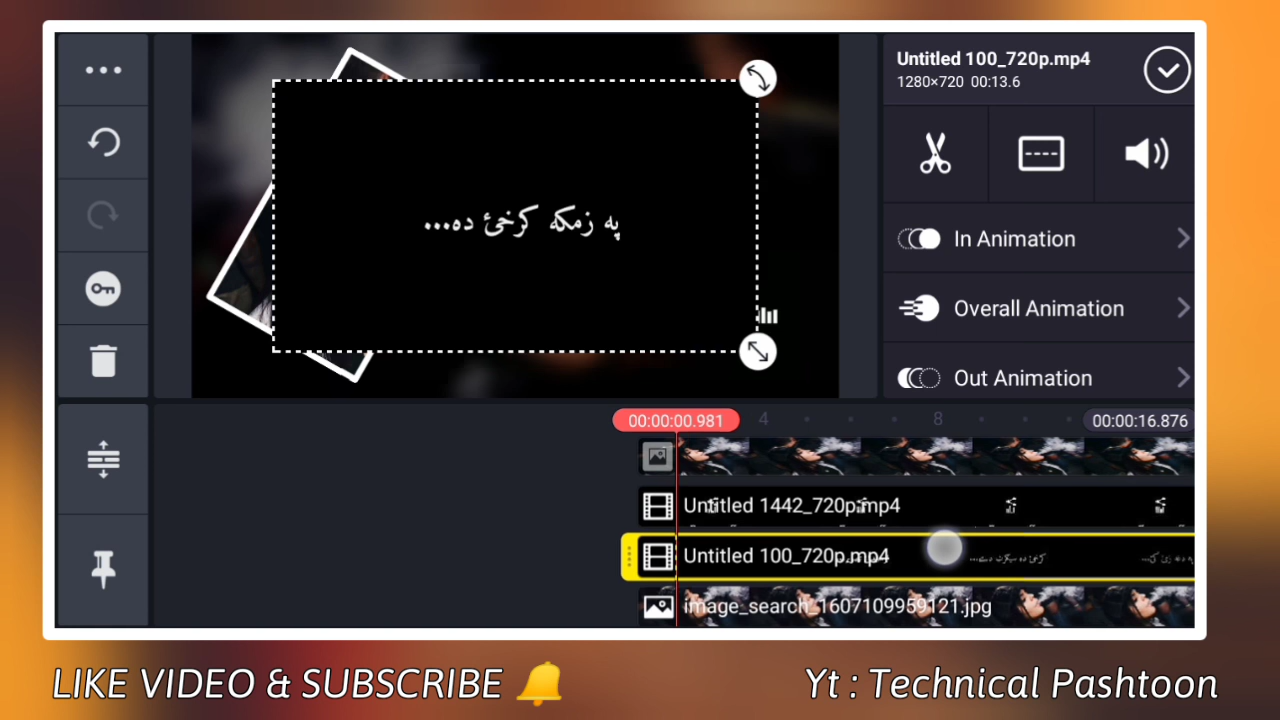 Untitled 100_720p.mp4
1280×720 00:13.6
په زمکه کرخئ ده...
In Animation
Overall Animation
Out Animation
00:00:00.981
4
8
00:00:16.876
Untitled 1442_720p.mp4
Untitled 100_720p.mp4
image_search_1607109959121.jpg
LIKE VIDEO & SUBSCRIBE 🔔
Yt : Technical Pashtoon